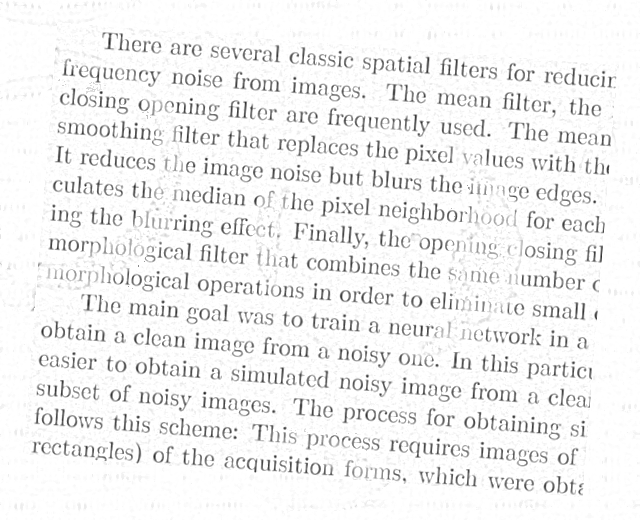 There are several classic spatial filters for reducir
frequency noise from images. The mean filter, the
closing opening filter are frequently used. The mean
smoothing filter that replaces the pixel values with the
It reduces the image noise but blurs the image edges.
culates the median of the pixel neighborhood for each
ing the blurring effect. Finally, the opening closing fil
morphological filter that combines the same number o
morphological operations in order to eliminate small
The main goal was to train a neural network in a
obtain a clean image from a noisy one. In this particu
easier to obtain a simulated noisy image from a clea
subset of noisy images. The process for obtaining si
follows this scheme: This process requires images of
rectangles) of the acquisition forms, which were obta